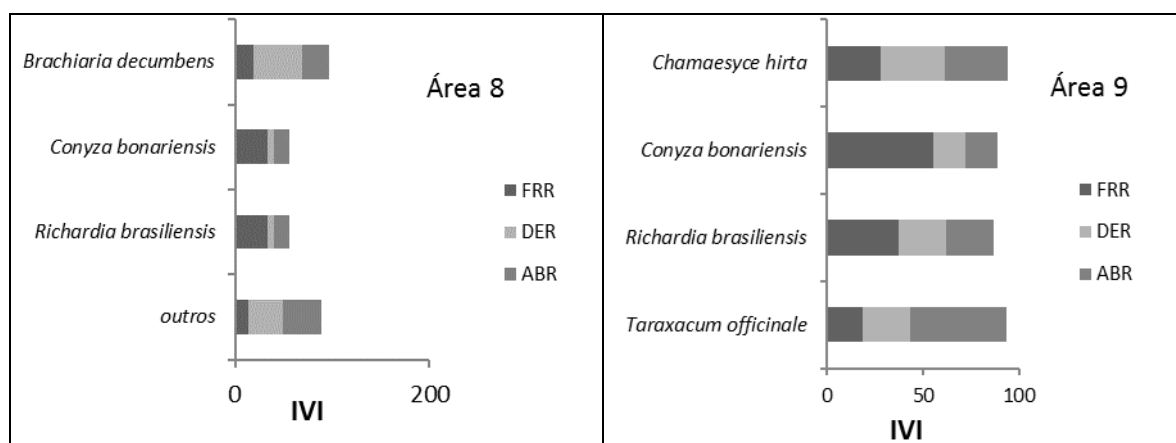 Brachiaria decumbens
Conyza bonariensis
Richardia brasiliensis
outros
Área 8
FRR
DER
ABR
0
200
IVI
Chamaesyce hirta
Conyza bonariensis
Richardia brasiliensis
Taraxacum officinale
Área 9
FRR
DER
ABR
0
50
100
IVI